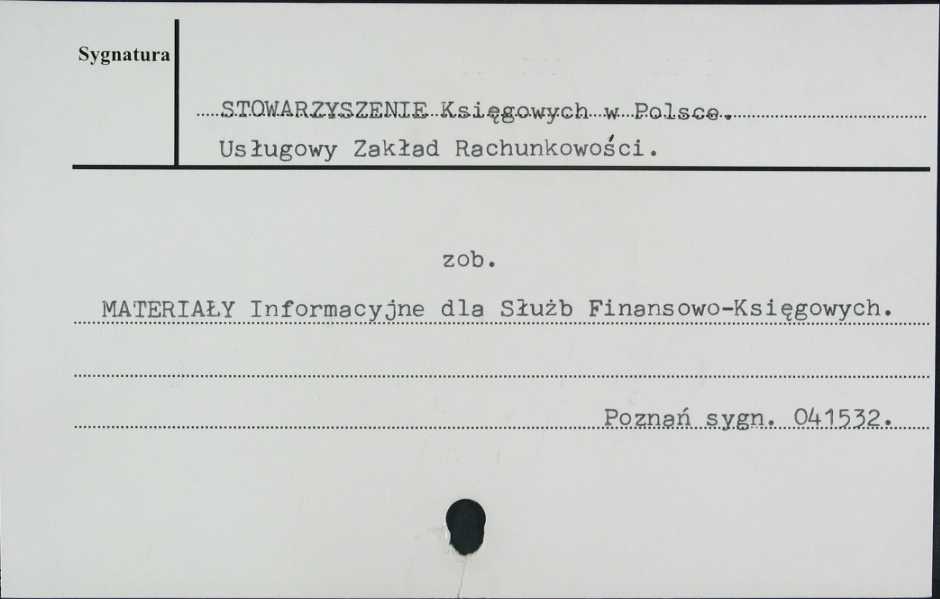 Sygnatura
STOWARZYSZENIE Księgowych w Polsce.
Usługowy Zakład Rachunkowości.
zob.
MATERIAŁY Informacyjne dla Służb Finansowo-Księgowych.
Poznań sygn. 041532.